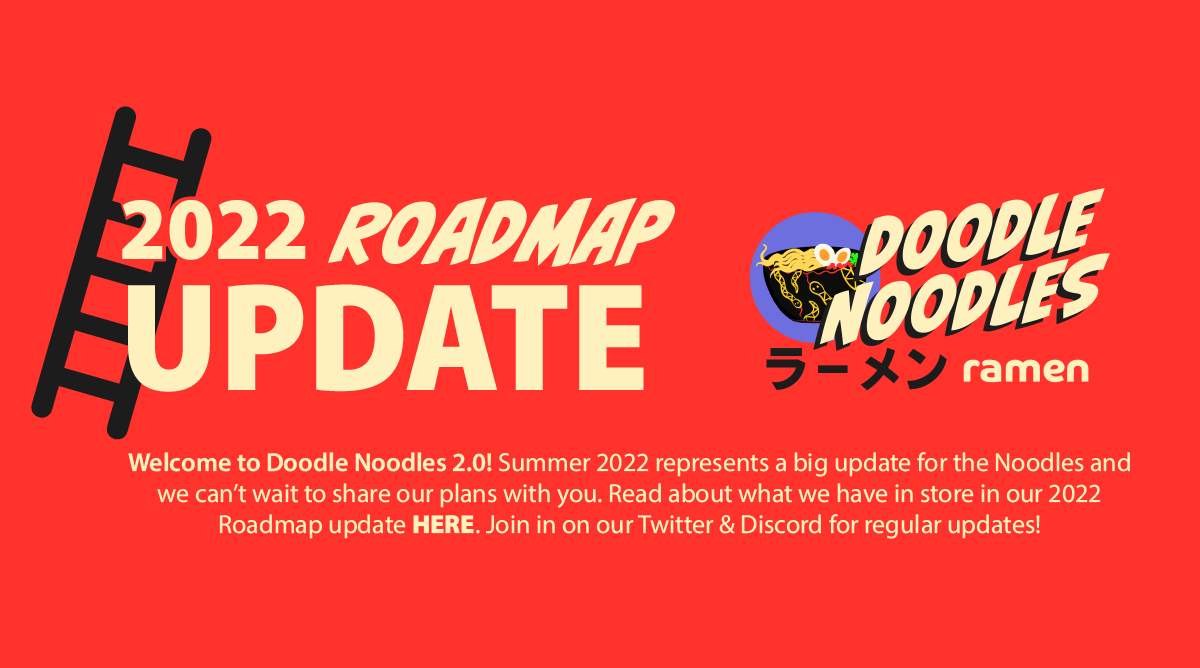 2022 ROADMAP
UPDATE
DOODLE
NOODLES
ラーメン ramen
Welcome to Doodle Noodles 2.0! Summer 2022 represents a big update for the Noodles and
we can’t wait to share our plans with you. Read about what we have in store in our 2022
Roadmap update HERE. Join in on our Twitter & Discord for regular updates!